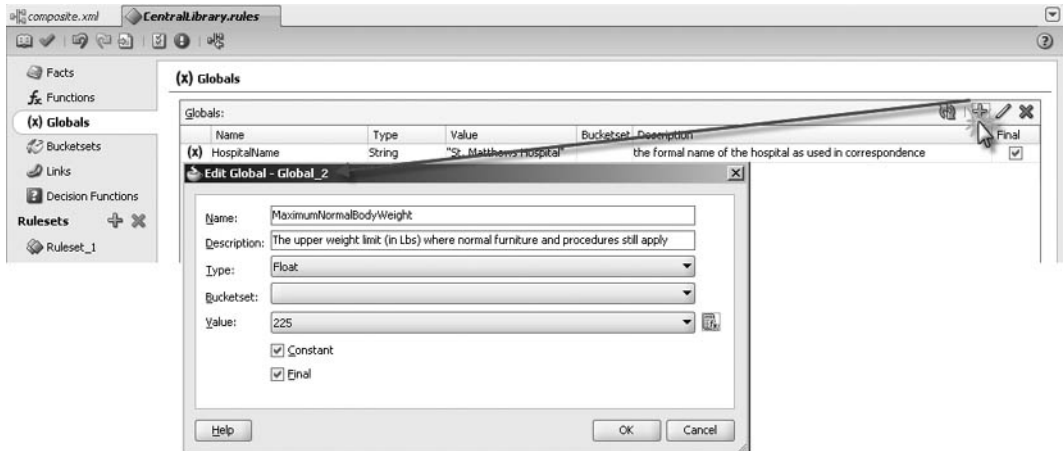 composite.xml CentralLibrary.rules
Facts
Functions
(x) Globals
Bucketsets
Links
Decision Functions
Rulesets
Ruleset_1
(x) Globals
Globals:
Name Type Value Bucketset Description Final
(x) HospitalName String "St. Matthews Hospital" the formal name of the hospital as used in correspondence
Edit Global - Global_2
Name: MaximumNormalBodyWeight
Description: The upper weight limit (in Lbs) where normal furniture and procedures still apply
Type: Float
Bucketset:
Value: 225
Constant
Final
Help OK Cancel